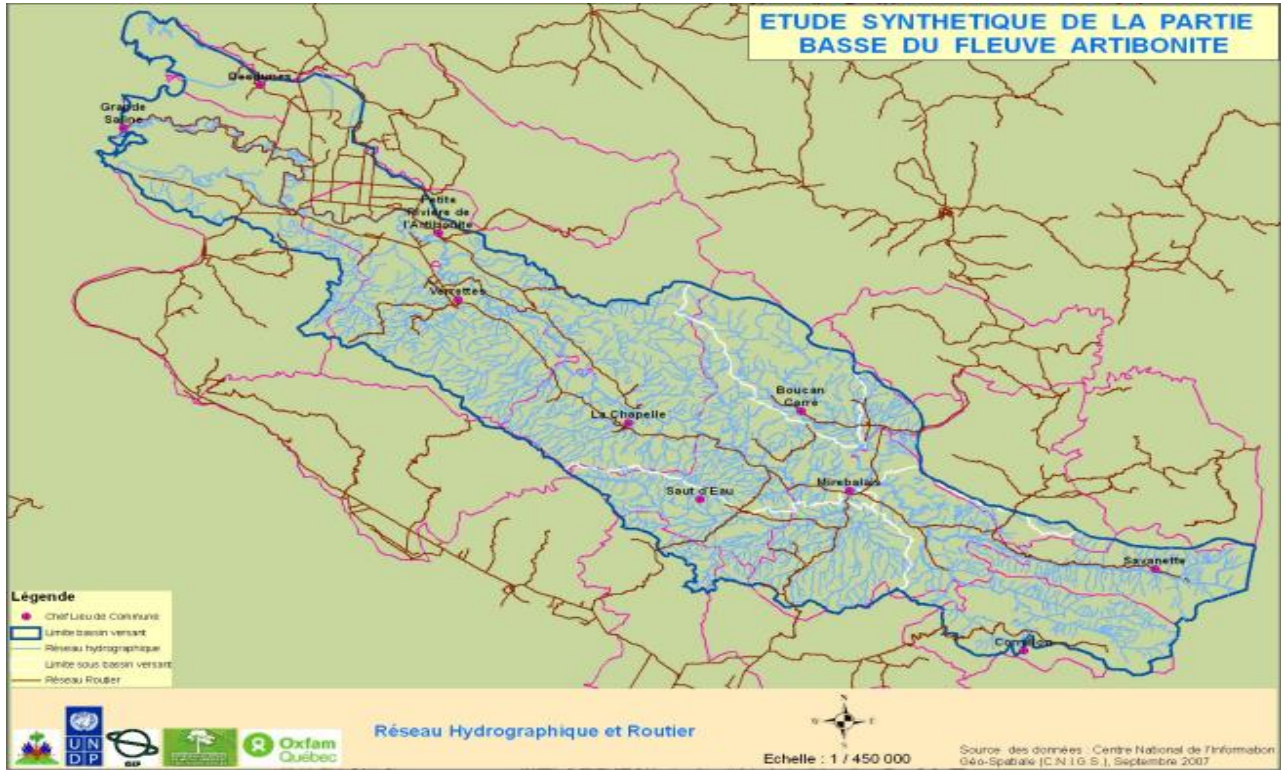 ETUDE SYNTHETIQUE DE LA PARTIE
BASSE DU FLEUVE ARTIBONITE
Desdunes
Grande
Saline
Petite
Rivière de
l'Artibonite
Verrettes
Boucan
Carré
La Chapelle
Mirebalais
Saut d'Eau
Savanette
Cornillon
Légende
Chef Lieu de Commune
Limite bassin versant
Réseau hydrographique
Limite sous bassin versant
Réseau Routier
U N
D P
GEF
Oxfam
Québec
Réseau Hydrographique et Routier
N
W E
S
Echelle : 1 / 450 000
Source des données : Centre National de l'Information
Géo-Spatiale (C.N.I.G.S.), Septembre 2007